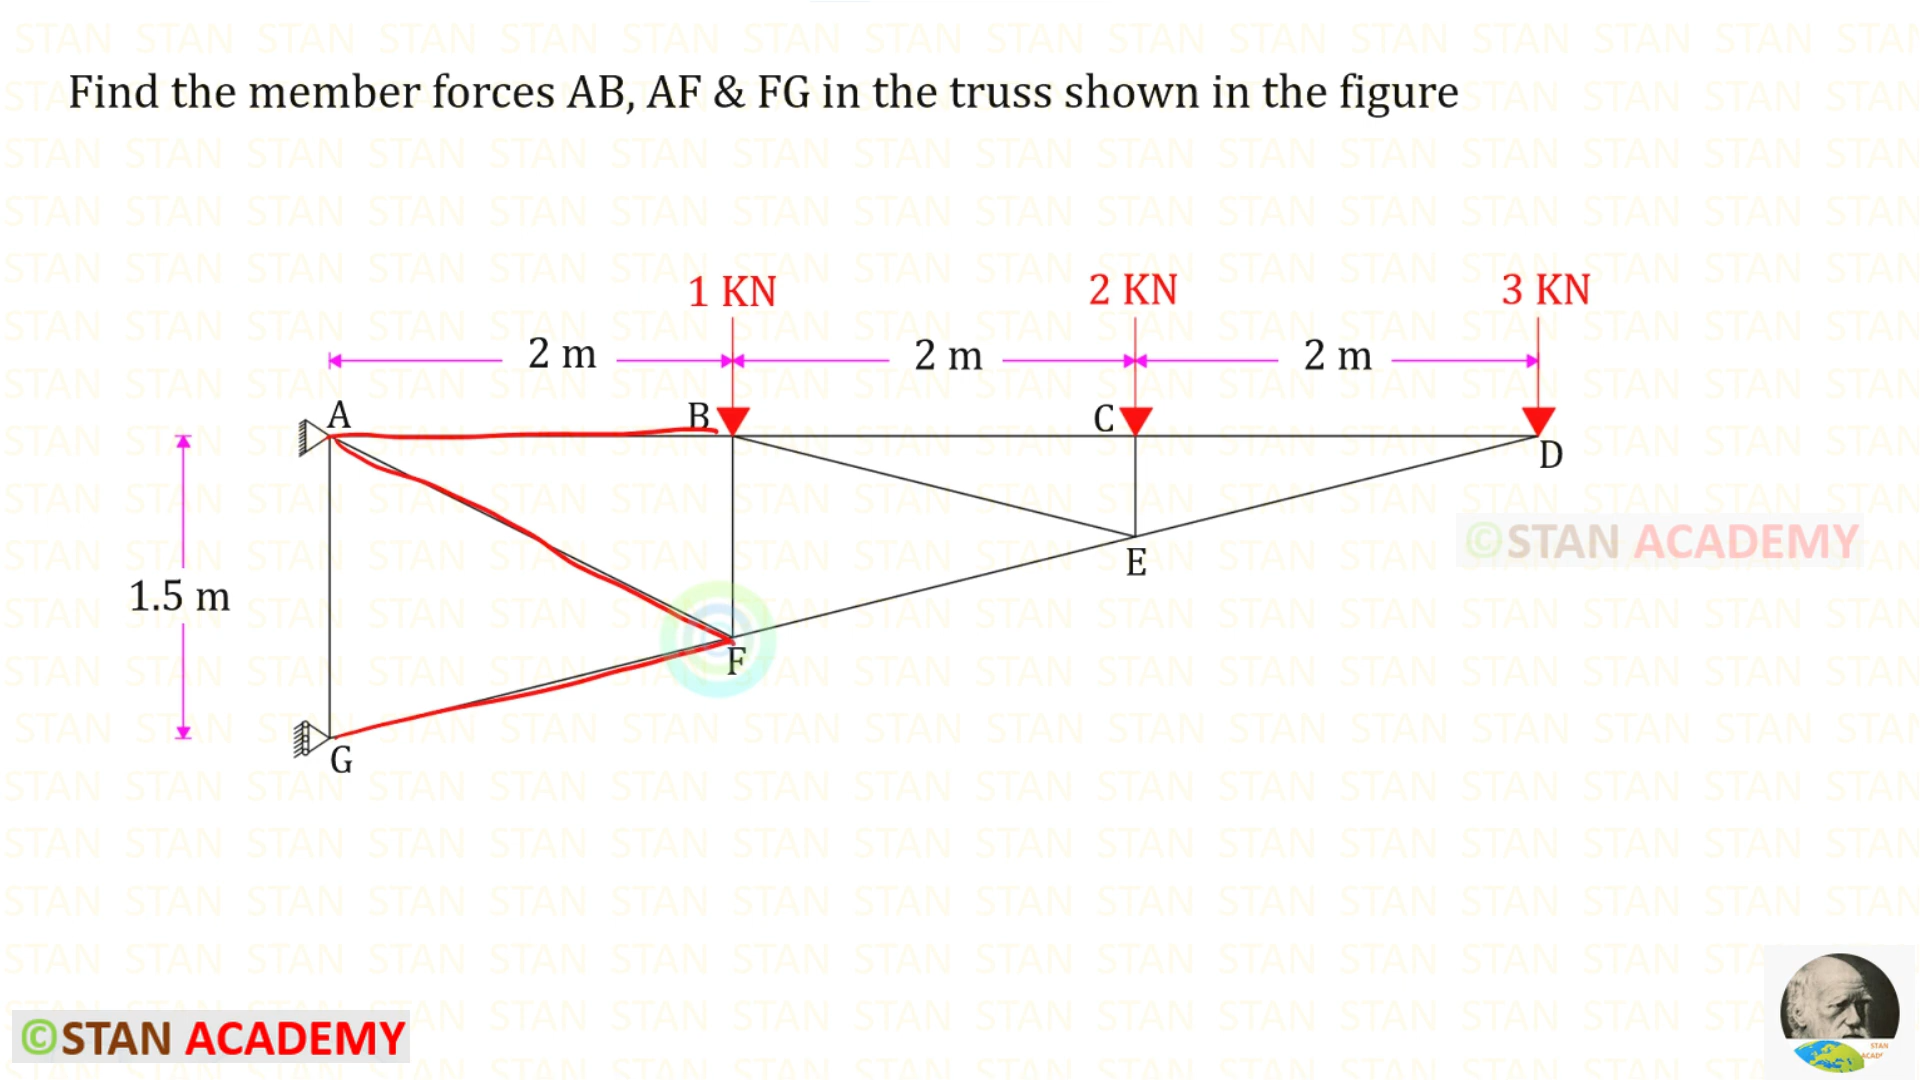 Find the member forces AB, AF & FG in the truss shown in the figure
1 KN
2 KN
3 KN
2 m
2 m
2 m
A
B
C
D
1.5 m
E
F
G
©STAN ACADEMY
©STAN ACADEMY
STAN